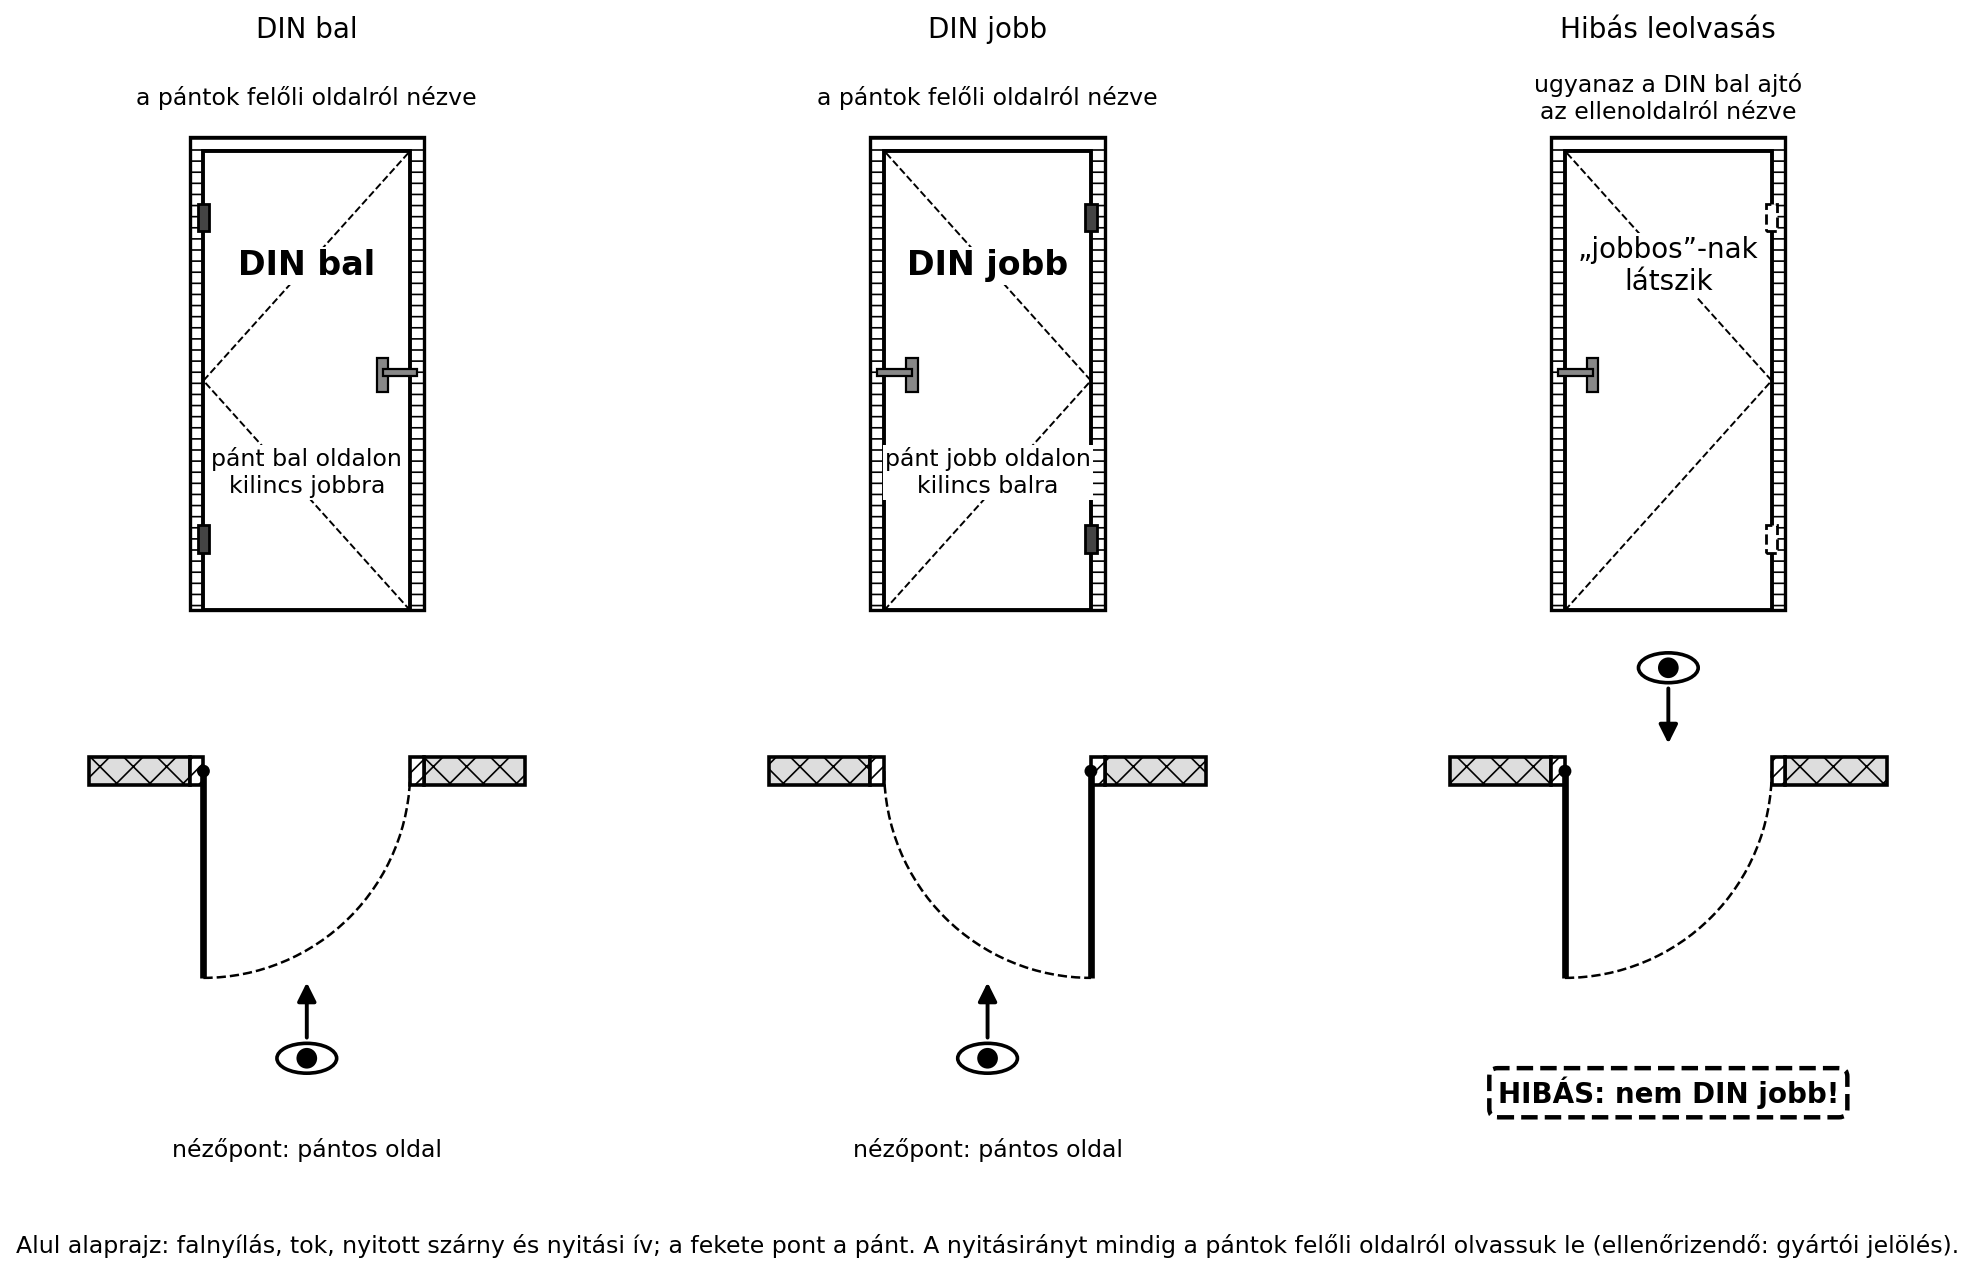 DIN bal
DIN jobb
Hibás leolvasás
a pántok felőli oldalról nézve
a pántok felőli oldalról nézve
ugyanaz a DIN bal ajtó
az ellenoldalról nézve
DIN bal
DIN jobb
„jobbos”-nak
látszik
pánt bal oldalon
kilincs jobbra
pánt jobb oldalon
kilincs balra
HIBÁS: nem DIN jobb!
nézőpont: pántos oldal
nézőpont: pántos oldal
Alul alaprajz: falnyílás, tok, nyitott szárny és nyitási ív; a fekete pont a pánt. A nyitásirányt mindig a pántok felőli oldalról olvassuk le (ellenőrizendő: gyártói jelölés).